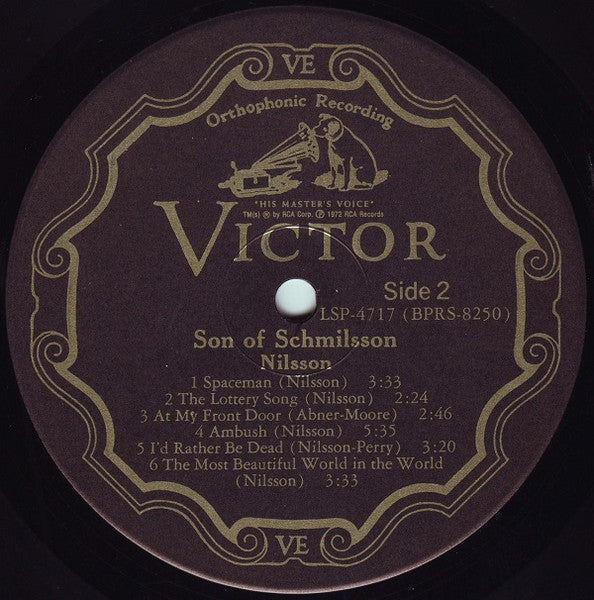 VE
Orthophonic Recording
"HIS MASTER'S VOICE"
TM(s) ® by RCA Corp. ℗ 1972 RCA Records
VICTOR
Side 2
LSP-4717 (BPRS-8250)
Son of Schmilsson
Nilsson
1 Spaceman (Nilsson) 3:33
2 The Lottery Song (Nilsson) 2:24
3 At My Front Door (Abner-Moore) 2:46
4 Ambush (Nilsson) 5:35
5 I'd Rather Be Dead (Nilsson-Perry) 3:20
6 The Most Beautiful World in the World
(Nilsson) 3:33
VE